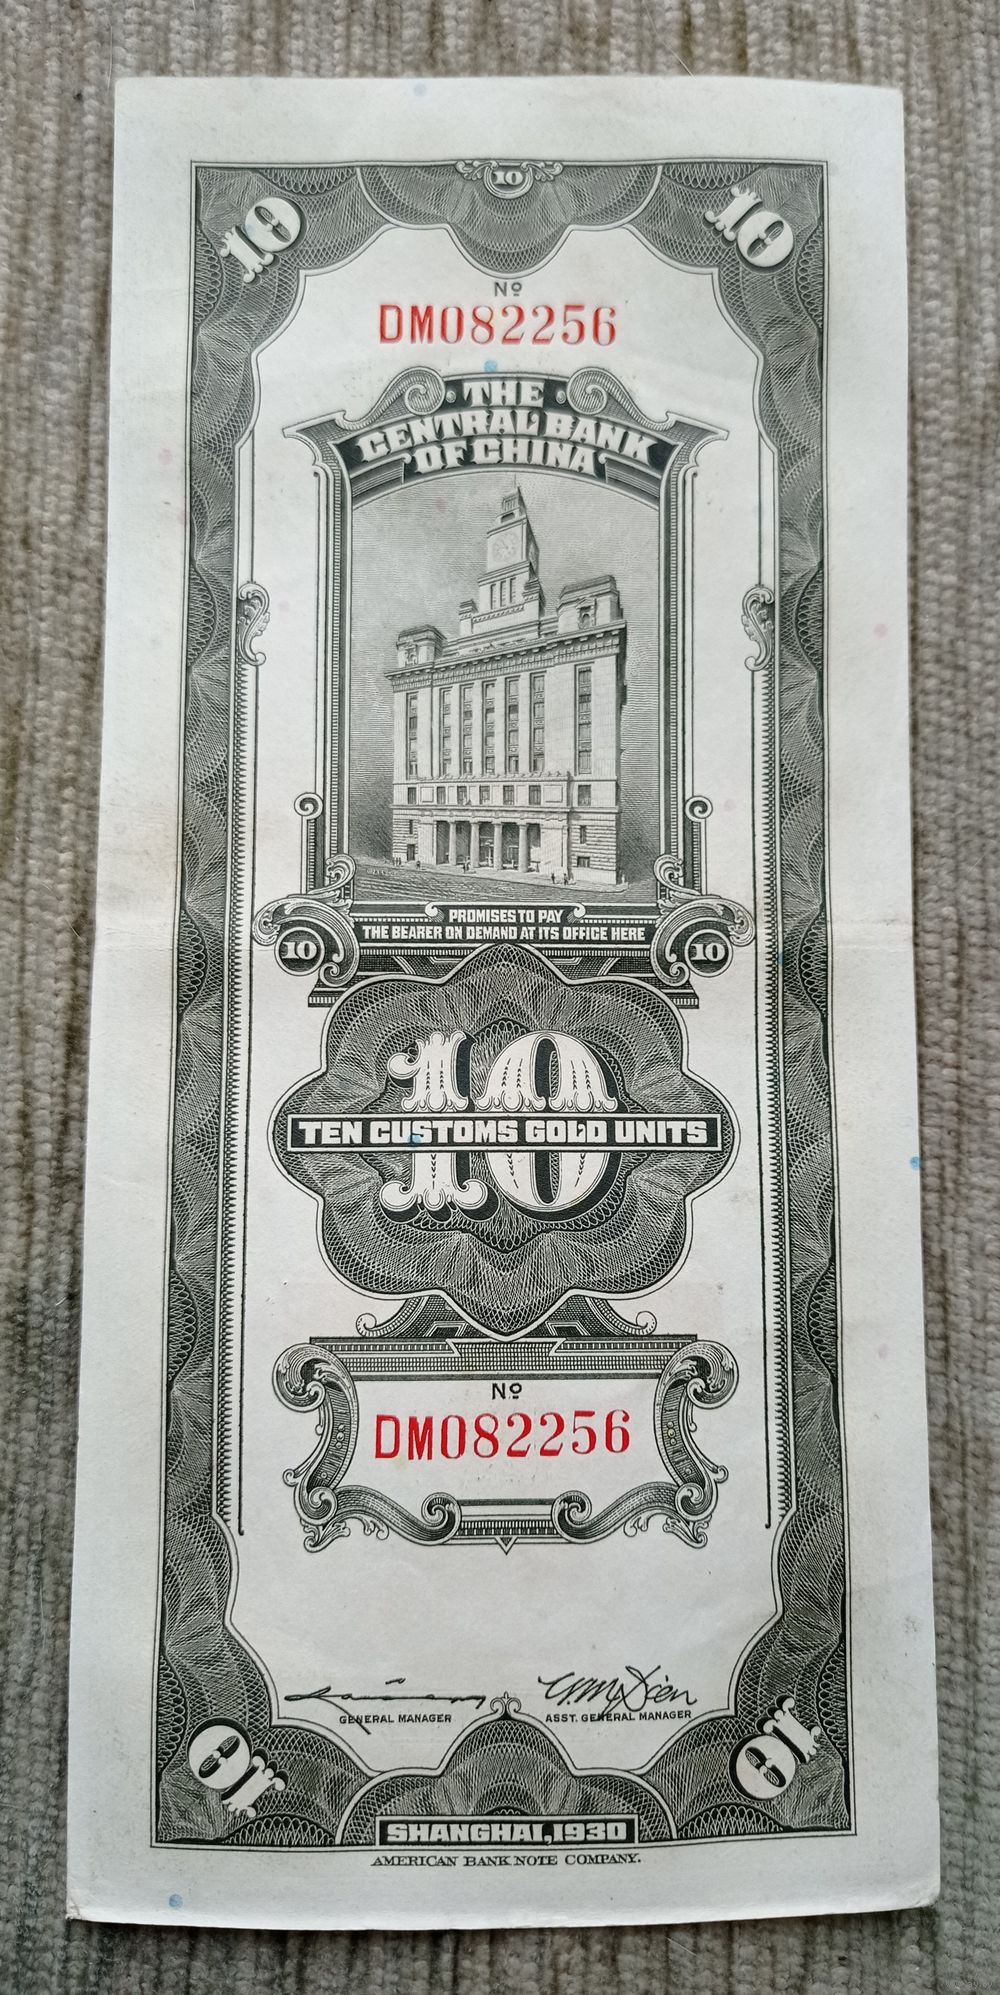 10
10 10
Nº
DM082256
THE
CENTRAL BANK
OF CHINA
PROMISES TO PAY
THE BEARER ON DEMAND AT ITS OFFICE HERE
10 10
10
TEN CUSTOMS GOLD UNITS
Nº
DM082256
GENERAL MANAGER ASST. GENERAL MANAGER
10 10
SHANGHAI, 1930
AMERICAN BANK NOTE COMPANY.